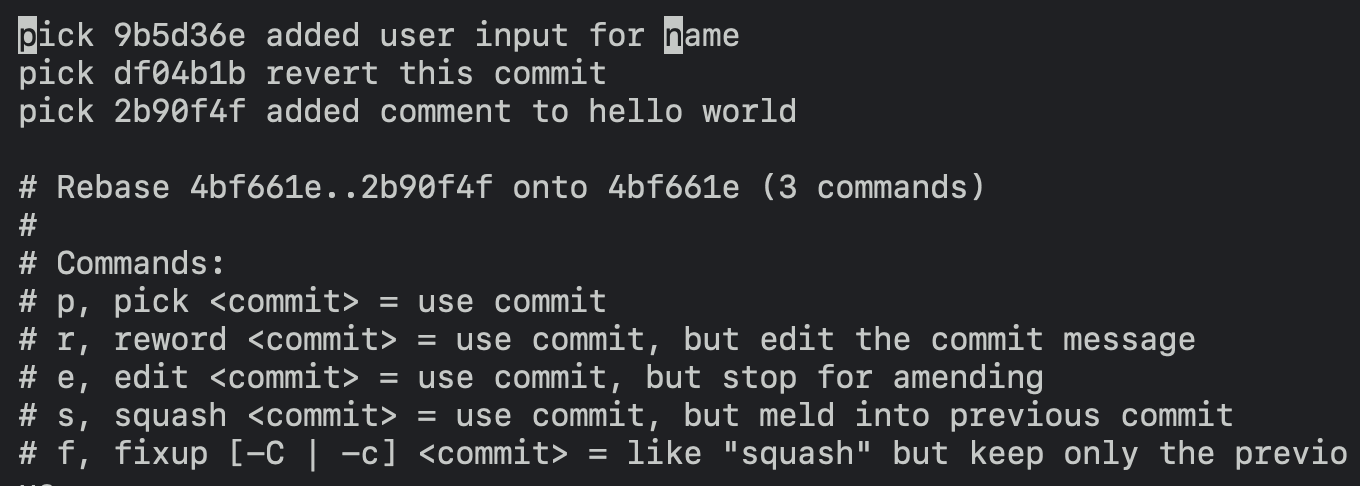 pick 9b5d36e added user input for name
pick df04b1b revert this commit
pick 2b90f4f added comment to hello world
# Rebase 4bf661e..2b90f4f onto 4bf661e (3 commands)
#
# Commands:
# p, pick <commit> = use commit
# r, reword <commit> = use commit, but edit the commit message
# e, edit <commit> = use commit, but stop for amending
# s, squash <commit> = use commit, but meld into previous commit
# f, fixup [-C | -c] <commit> = like "squash" but keep only the previo